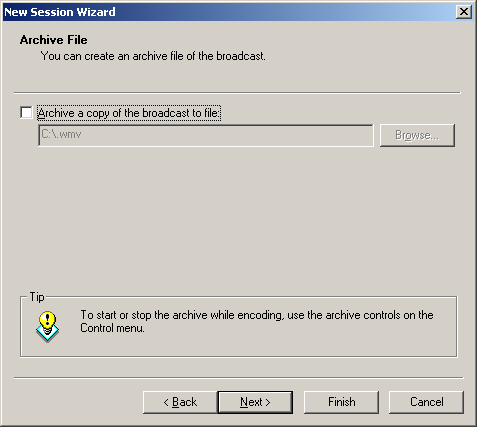 New Session Wizard
Archive File
You can create an archive file of the broadcast.
Archive a copy of the broadcast to file:
C:\.wmv
Browse...
Tip
To start or stop the archive while encoding, use the archive controls on the
Control menu.
< Back
Next >
Finish
Cancel